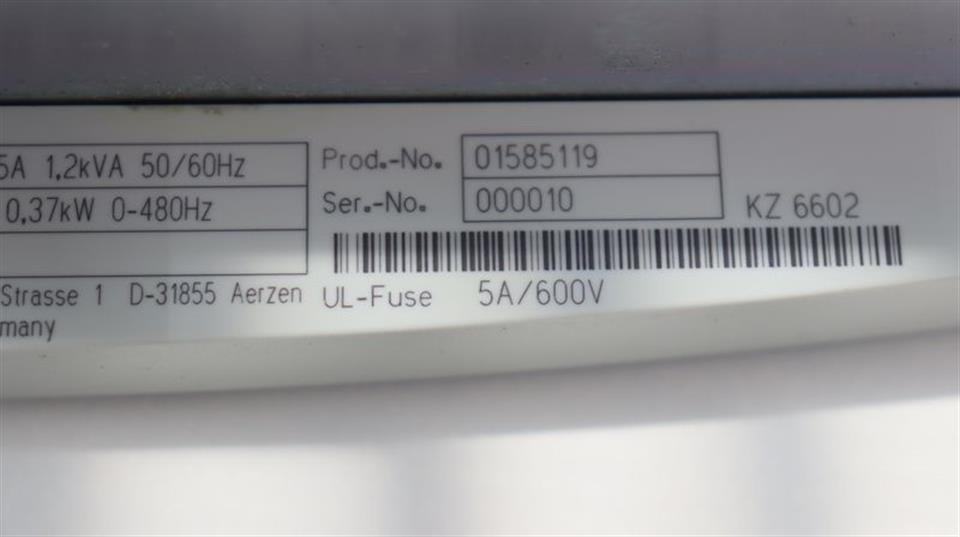 5A 1,2kVA 50/60Hz
0,37kW 0-480Hz
Prod.-No. 01585119
Ser.-No. 000010
KZ 6602
Strasse 1 D-31855 Aerzen
many
UL-Fuse 5A/600V